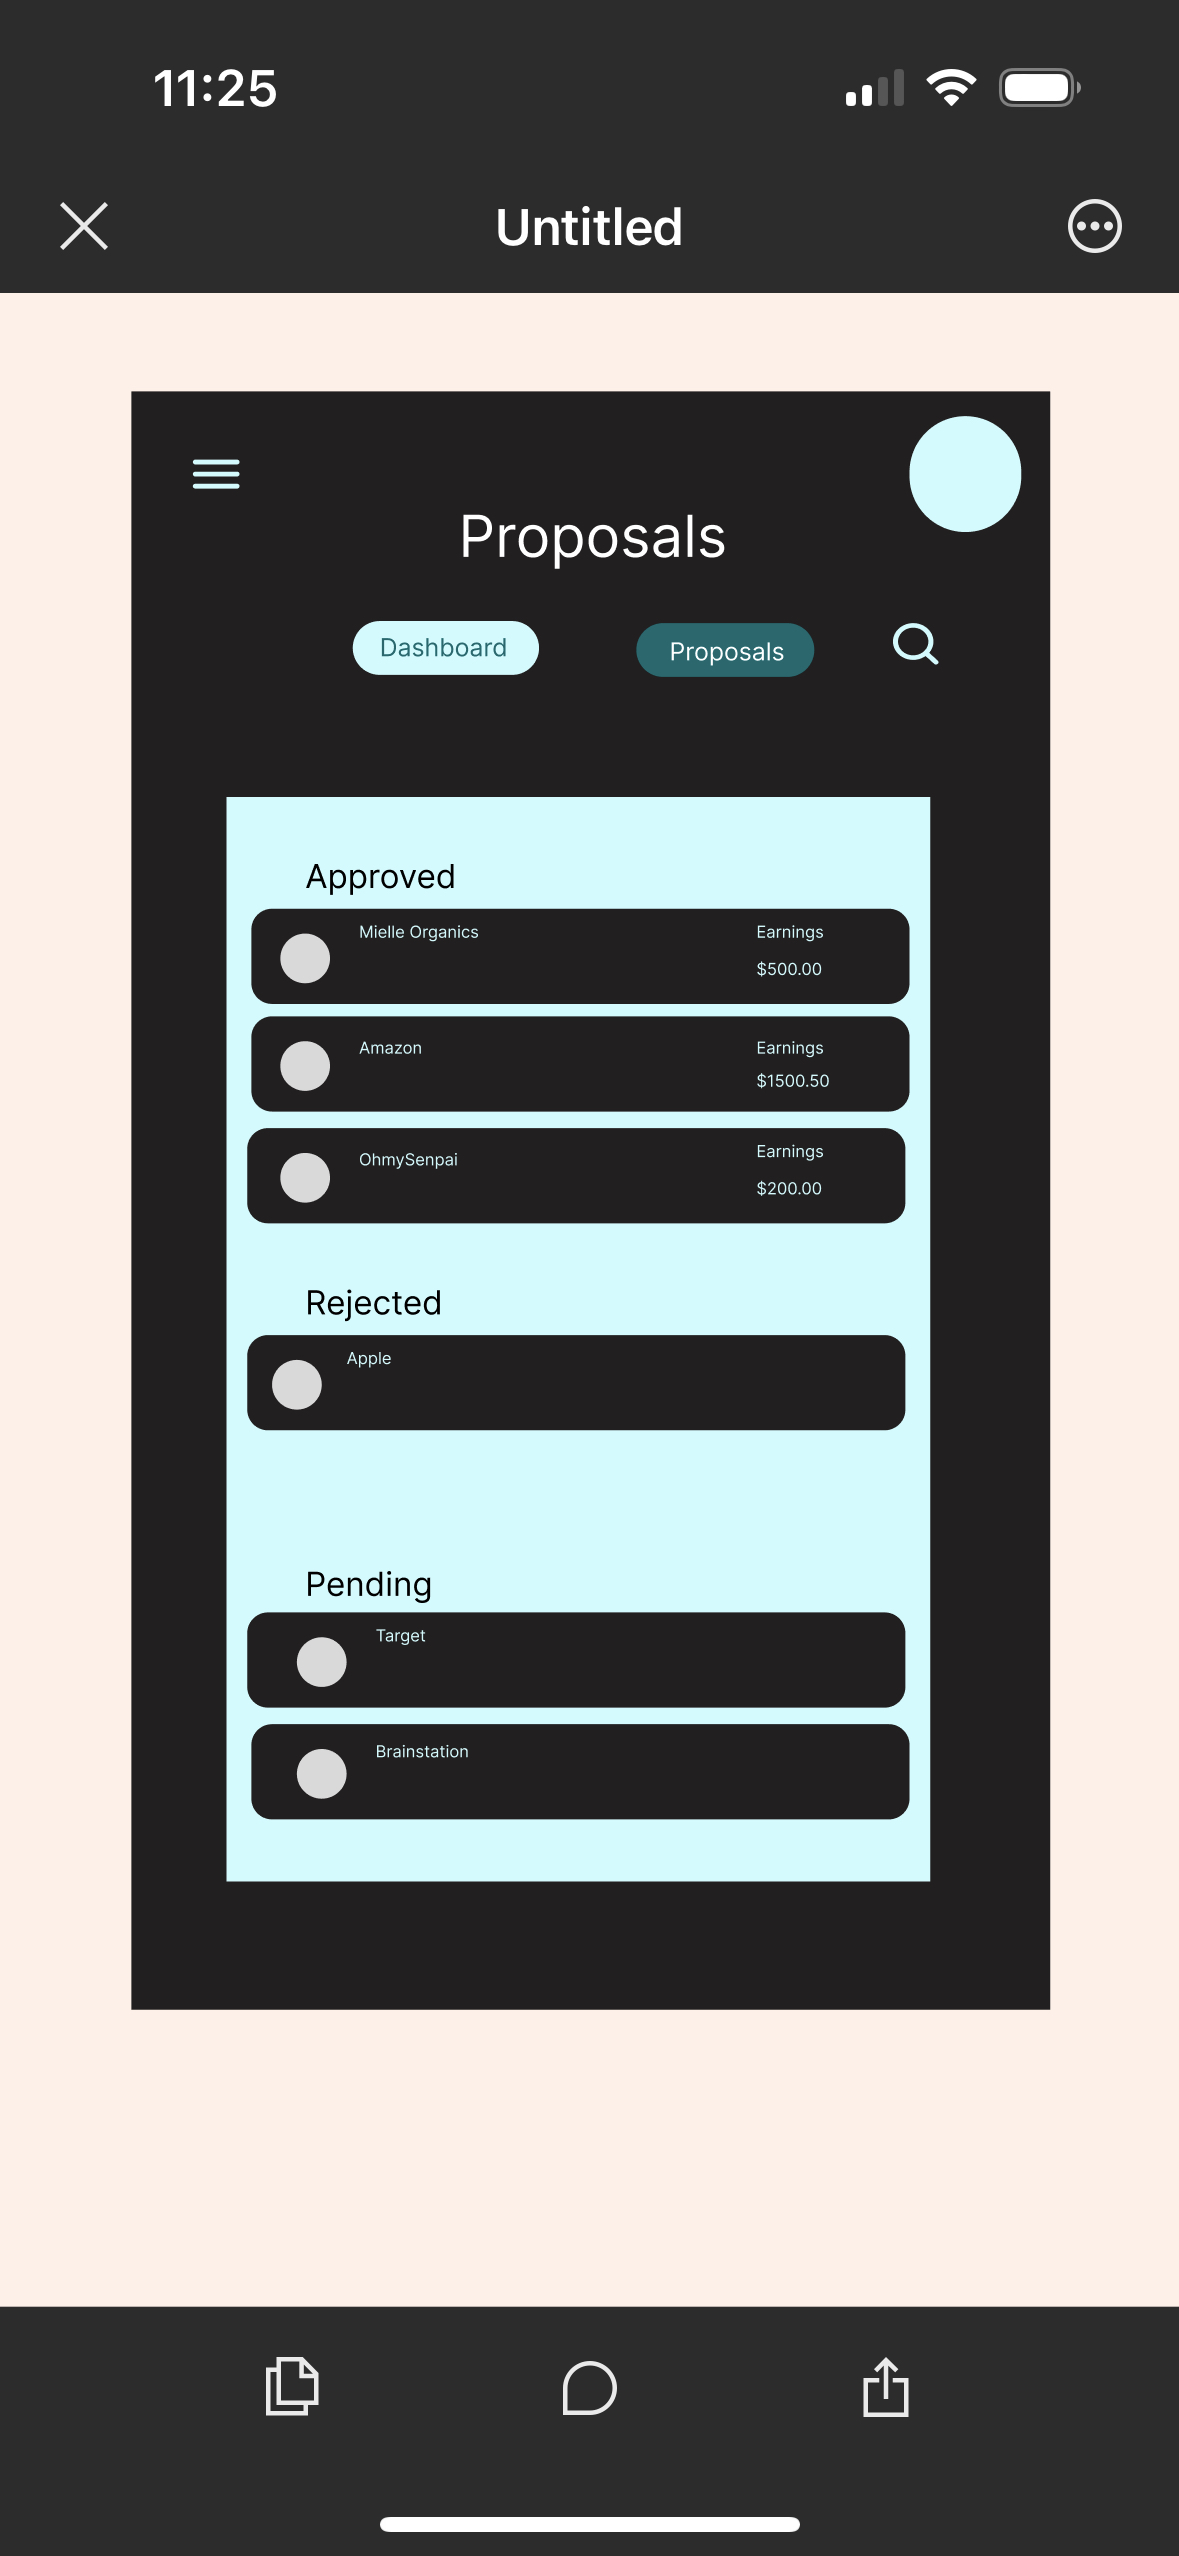 11:25
Untitled
Proposals
Dashboard
Proposals
Approved
Mielle Organics
Earnings
$500.00
Amazon
Earnings
$1500.50
OhmySenpai
Earnings
$200.00
Rejected
Apple
Pending
Target
Brainstation